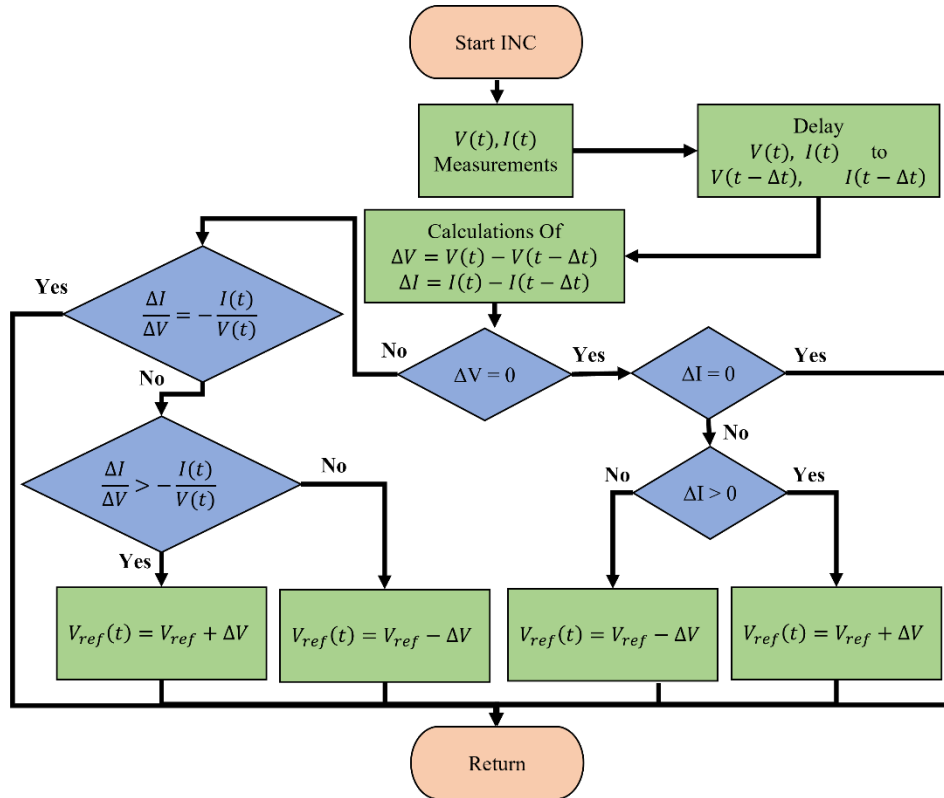 Start INC
V(t), I(t)
Measurements
Delay
V(t), I(t) to
V(t − Δt), I(t − Δt)
Calculations Of
ΔV = V(t) − V(t − Δt)
ΔI = I(t) − I(t − Δt)
Yes
ΔI/ΔV = − I(t)/V(t)
No
ΔV = 0
Yes
ΔI = 0
Yes
No
No
ΔI/ΔV > − I(t)/V(t)
No
No
ΔI > 0
Yes
Yes
V_ref(t) = V_ref + ΔV
V_ref(t) = V_ref − ΔV
V_ref(t) = V_ref − ΔV
V_ref(t) = V_ref + ΔV
Return